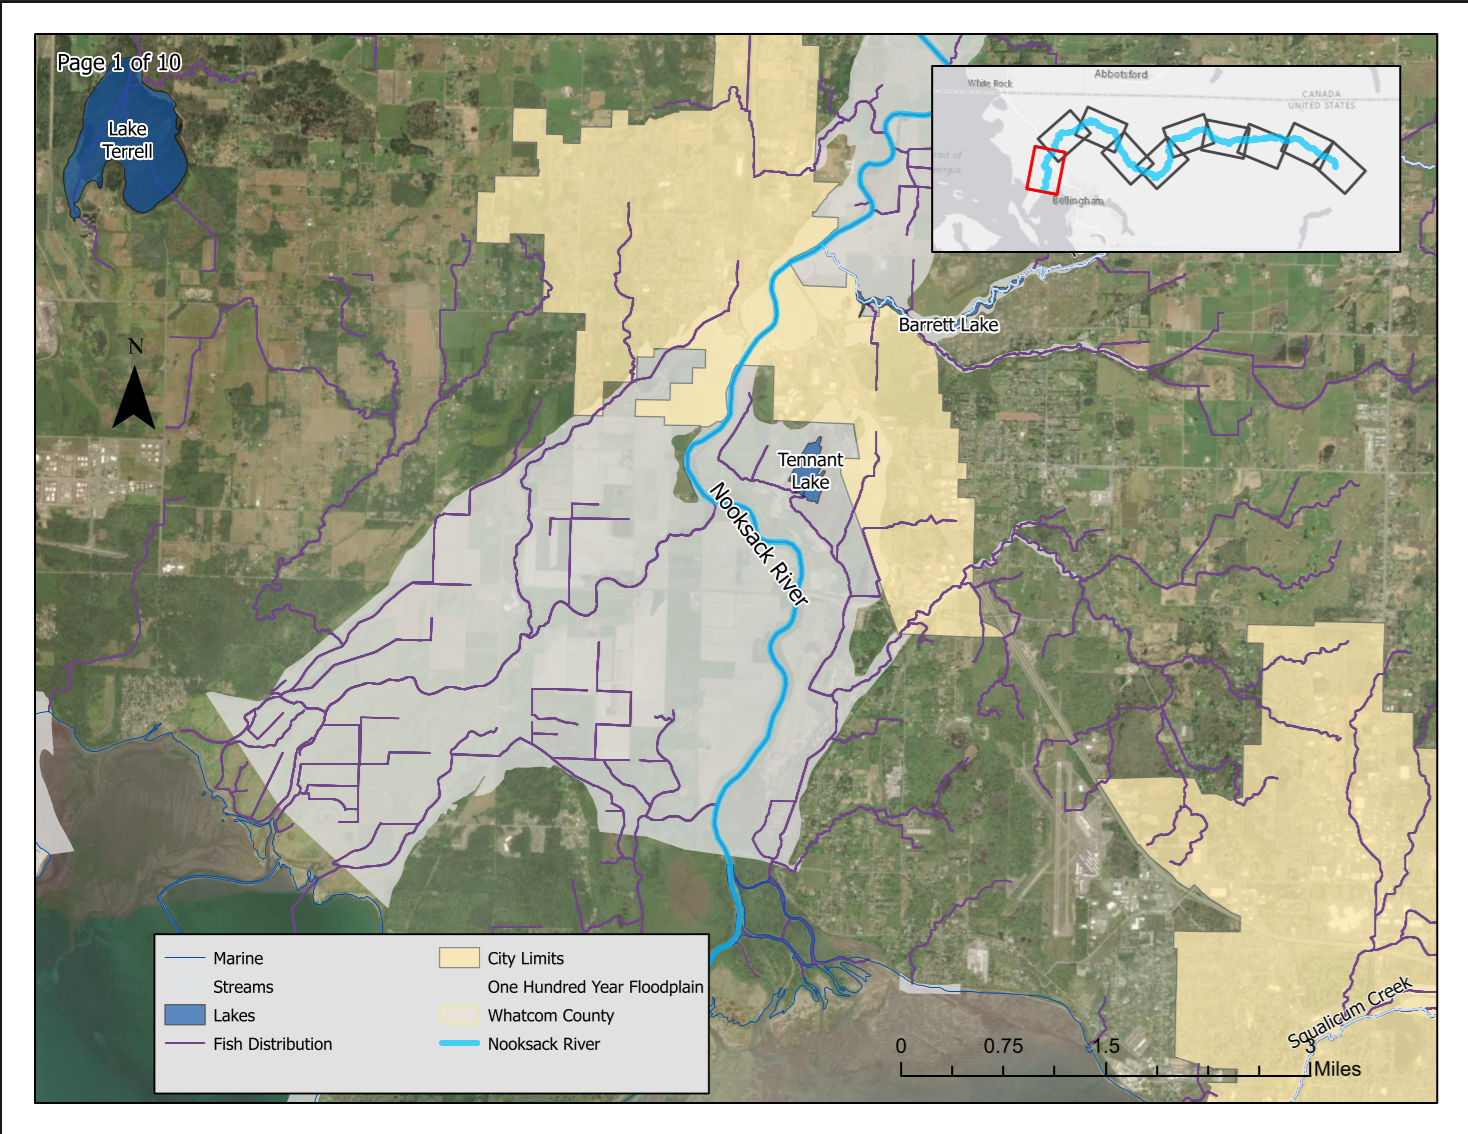 Page 1 of 10
Lake
Terrell
White Rock
Abbotsford
CANADA
UNITED STATES
Bellingham
Barrett Lake
N
Tennant
Lake
Nooksack River
Squalicum Creek
Marine
Streams
Lakes
Fish Distribution
City Limits
One Hundred Year Floodplain
Whatcom County
Nooksack River
0 0.75 1.5 3
Miles